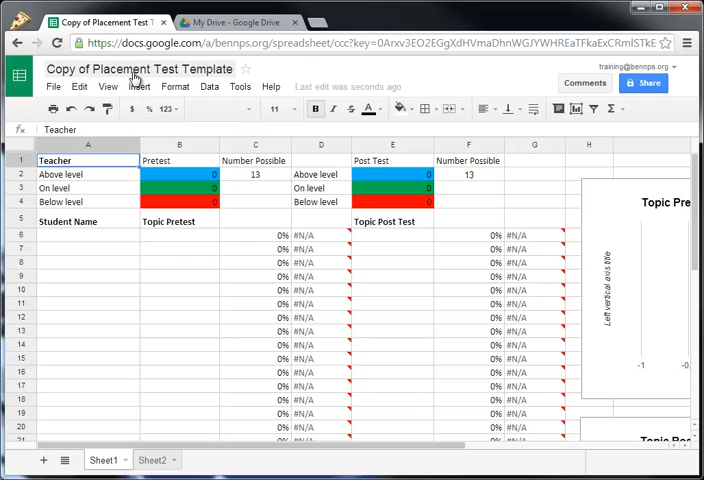 Copy of Placement Test T
My Drive - Google Drive
https://docs.google.com/a/bennps.org/spreadsheet/ccc?key=0Arxv3EO2EGgXdHVmaDhnWGJYWHREaTFkaExCRmlSTkE
Copy of Placement Test Template
training@bennps.org
File Edit View Insert Format Data Tools Help Last edit was seconds ago
Comments Share
$ % 123 11 B S A Σ
fx Teacher
A B C D E F G H
1 Teacher Pretest Number Possible Post Test Number Possible
2 Above level 0 13 Above level 0 13
3 On level 0 On level 0
4 Below level 0 Below level 0
5 Student Name Topic Pretest Topic Post Test
6 0% #N/A 0% #N/A
7 0% #N/A 0% #N/A
8 0% #N/A 0% #N/A
9 0% #N/A 0% #N/A
10 0% #N/A 0% #N/A
11 0% #N/A 0% #N/A
12 0% #N/A 0% #N/A
13 0% #N/A 0% #N/A
14 0% #N/A 0% #N/A
15 0% #N/A 0% #N/A
16 0% #N/A 0% #N/A
17 0% #N/A 0% #N/A
18 0% #N/A 0% #N/A
19 0% #N/A 0% #N/A
20 0% #N/A 0% #N/A
21 0% #N/A 0% #N/A
Topic Pre
Left vertical axis title
-1 -0.
Topic Pos
Sheet1 Sheet2